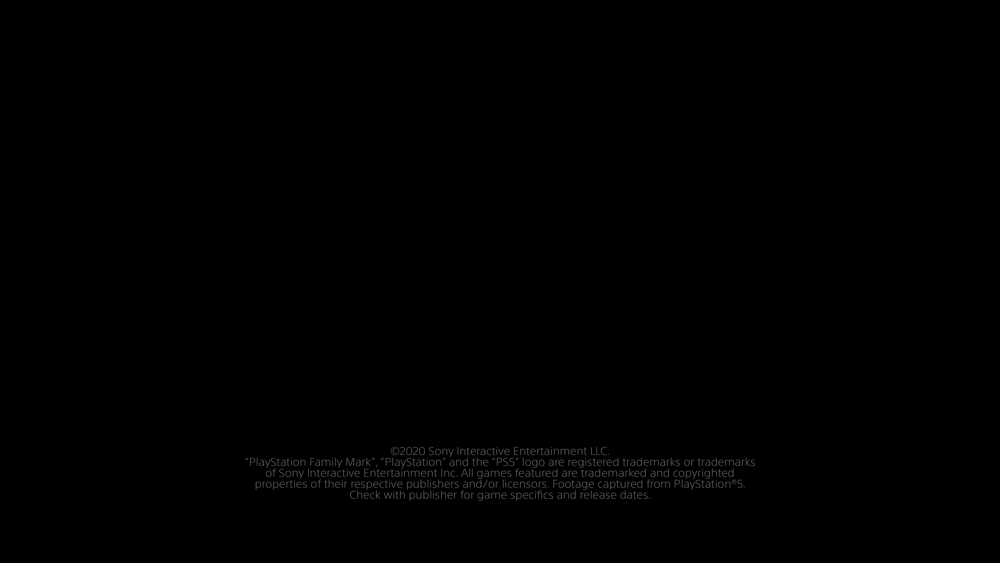 ©2020 Sony Interactive Entertainment LLC.
"PlayStation Family Mark", "PlayStation" and the "PS5" logo are registered trademarks or trademarks
of Sony Interactive Entertainment Inc. All games featured are trademarked and copyrighted
properties of their respective publishers and/or licensors. Footage captured from PlayStation®5.
Check with publisher for game specifics and release dates.